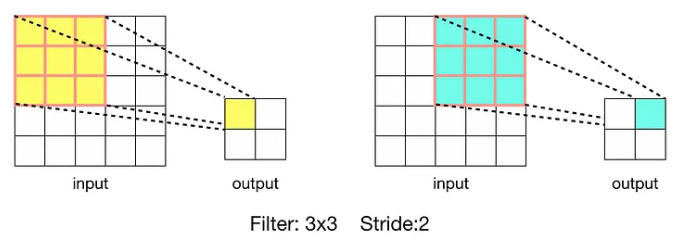 input output input output
Filter: 3x3 Stride:2